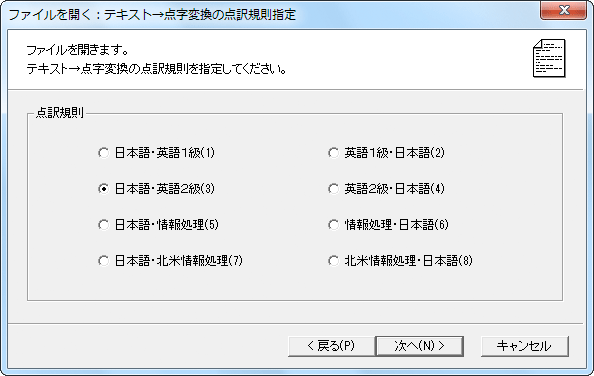 ファイルを開く：テキスト→点字変換の点訳規則指定
ファイルを開きます。
テキスト→点字変換の点訳規則を指定してください。
点訳規則
日本語・英語１級(1)
英語１級・日本語(2)
日本語・英語２級(3)
英語２級・日本語(4)
日本語・情報処理(5)
情報処理・日本語(6)
日本語・北米情報処理(7)
北米情報処理・日本語(8)
< 戻る(P)
次へ(N) >
キャンセル